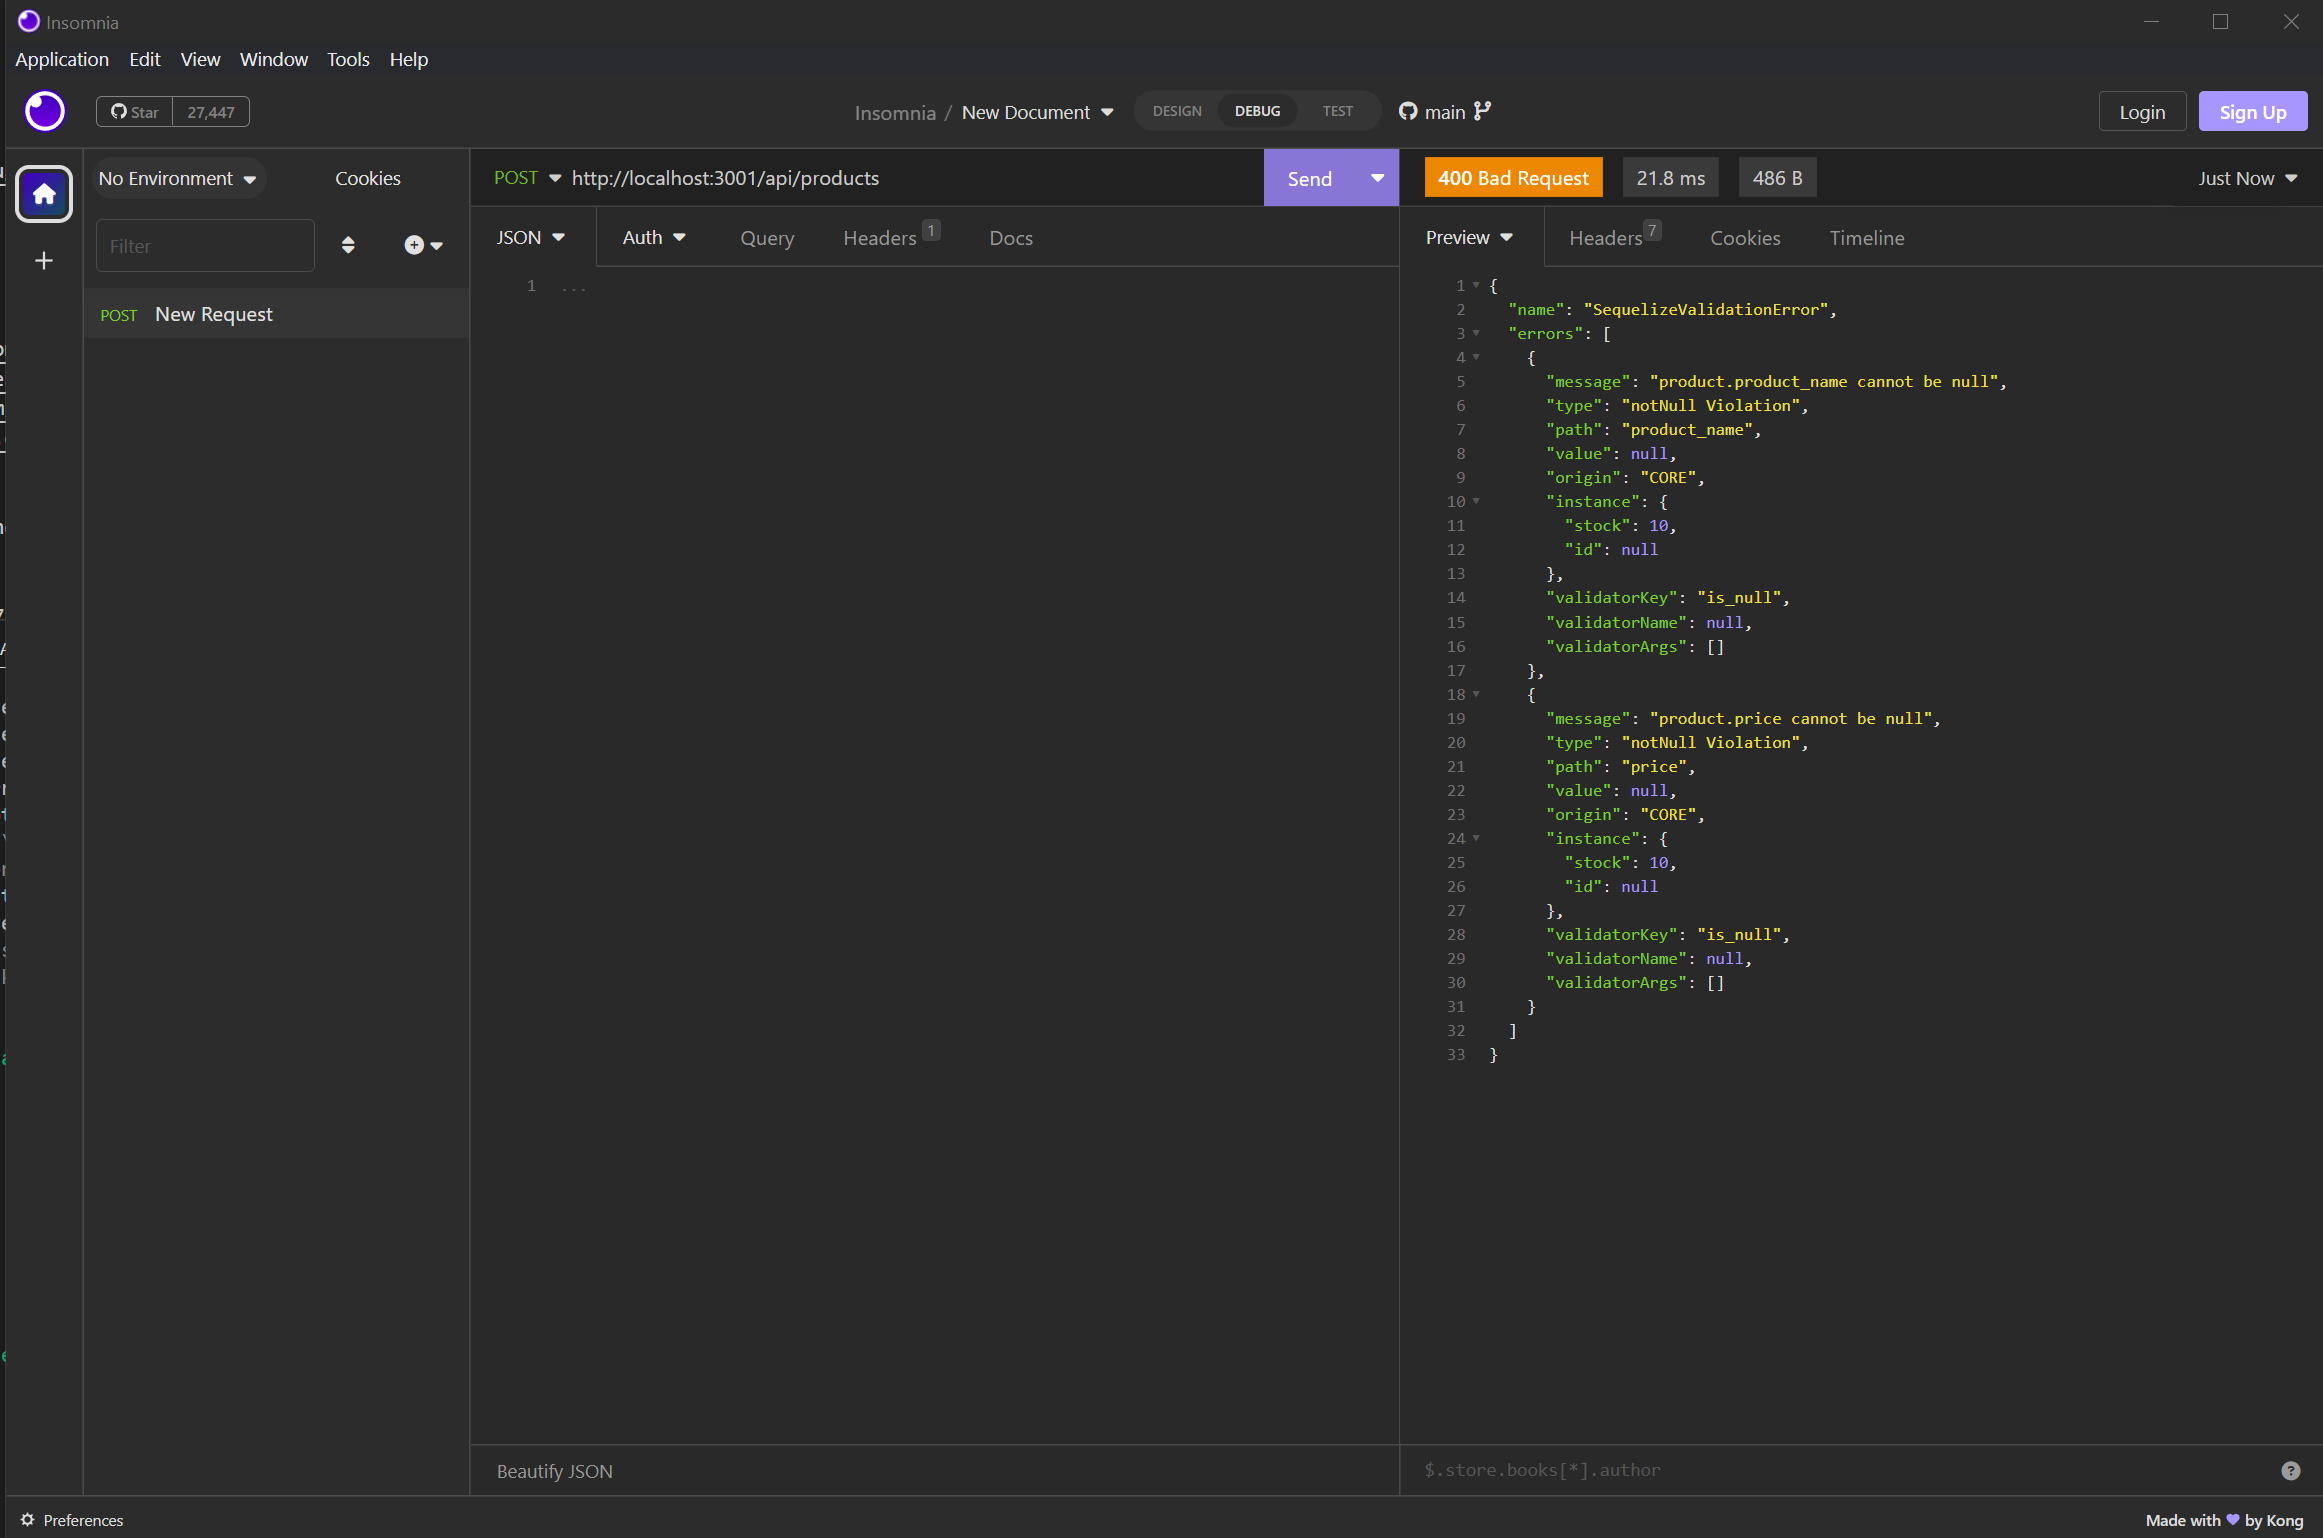 Insomnia
Application Edit View Window Tools Help
Star 27,447
Insomnia / New Document
DESIGN DEBUG TEST
main
Login Sign Up
No Environment Cookies
POST http://localhost:3001/api/products
Send
400 Bad Request 21.8 ms 486 B
Just Now
Filter
JSON Auth Query Headers 1 Docs
Preview Headers 7 Cookies Timeline
POST New Request
1 ...
1 {
2 "name": "SequelizeValidationError",
3 "errors": [
4 {
5 "message": "product.product_name cannot be null",
6 "type": "notNull Violation",
7 "path": "product_name",
8 "value": null,
9 "origin": "CORE",
10 "instance": {
11 "stock": 10,
12 "id": null
13 },
14 "validatorKey": "is_null",
15 "validatorName": null,
16 "validatorArgs": []
17 },
18 {
19 "message": "product.price cannot be null",
20 "type": "notNull Violation",
21 "path": "price",
22 "value": null,
23 "origin": "CORE",
24 "instance": {
25 "stock": 10,
26 "id": null
27 },
28 "validatorKey": "is_null",
29 "validatorName": null,
30 "validatorArgs": []
31 }
32 ]
33 }
Beautify JSON
$.store.books[*].author
Preferences
Made with ❤ by Kong